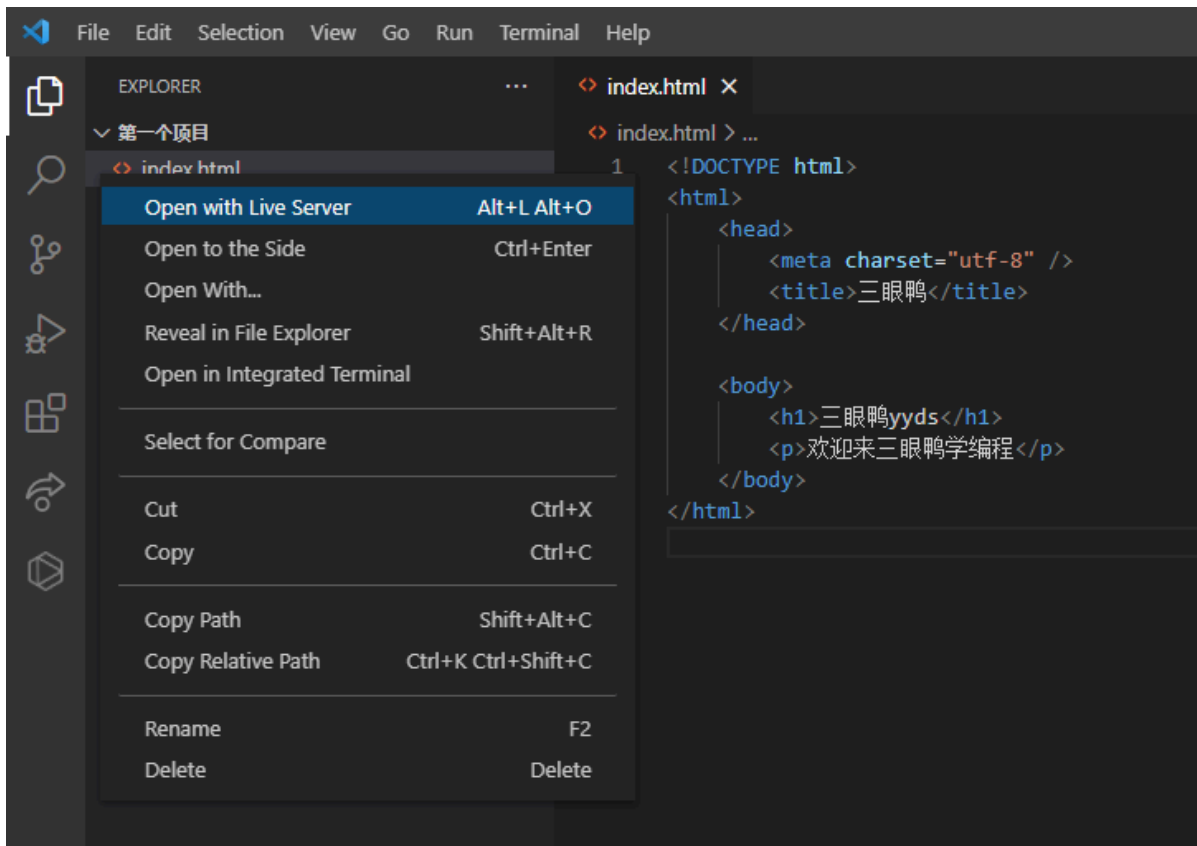 File Edit Selection View Go Run Terminal Help
EXPLORER ...
第一个项目
index.html
Open with Live Server Alt+L Alt+O
Open to the Side Ctrl+Enter
Open With...
Reveal in File Explorer Shift+Alt+R
Open in Integrated Terminal
Select for Compare
Cut Ctrl+X
Copy Ctrl+C
Copy Path Shift+Alt+C
Copy Relative Path Ctrl+K Ctrl+Shift+C
Rename F2
Delete Delete
index.html
index.html > ...
1 <!DOCTYPE html>
<html>
<head>
<meta charset="utf-8" />
<title>三眼鸭</title>
</head>
<body>
<h1>三眼鸭yyds</h1>
<p>欢迎来三眼鸭学编程</p>
</body>
</html>